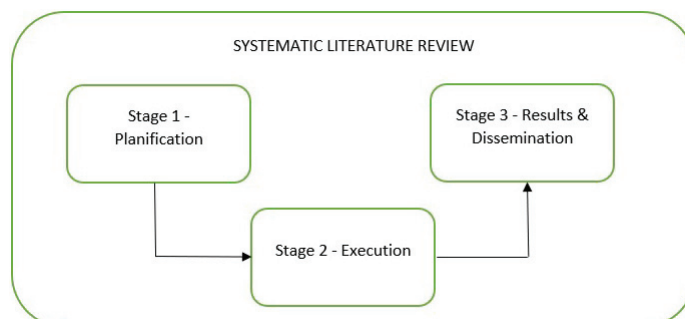 SYSTEMATIC LITERATURE REVIEW
Stage 1 -
Planification
Stage 2 - Execution
Stage 3 - Results &
Dissemination